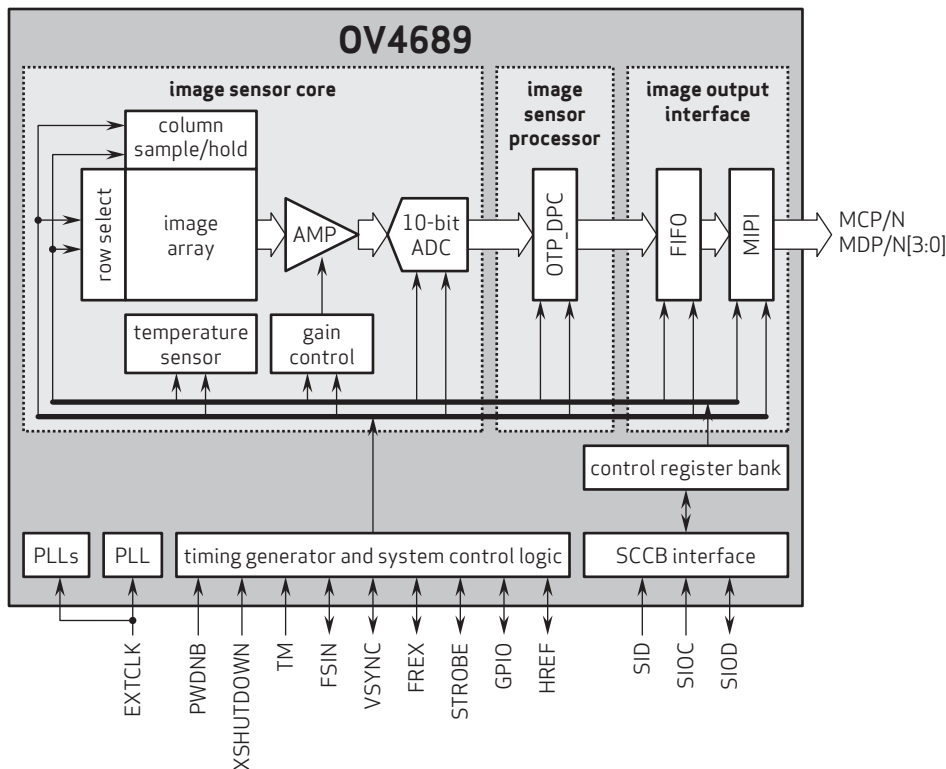 OV4689
image sensor core
image
sensor
processor
image output
interface
column
sample/hold
row select
image
array
AMP
10-bit
ADC
OTP_DPC
FIFO
MIPI
MCP/N
MDP/N[3:0]
temperature
sensor
gain
control
control register bank
PLLs
PLL
timing generator and system control logic
SCCB interface
EXTCLK
PWDNB
XSHUTDOWN
TM
FSIN
VSYNC
FREX
STROBE
GPIO
HREF
SID
SIOC
SIOD